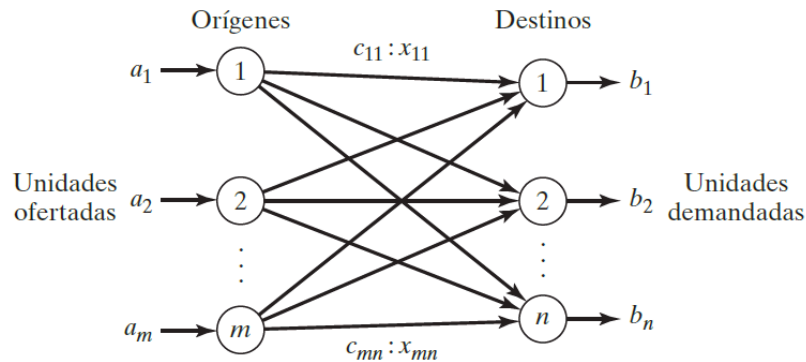 Orígenes
Destinos
c11 : x11
a1
1
1
b1
Unidades
ofertadas
a2
2
2
b2
Unidades
demandadas
⋮
⋮
am
m
n
bn
cmn : xmn